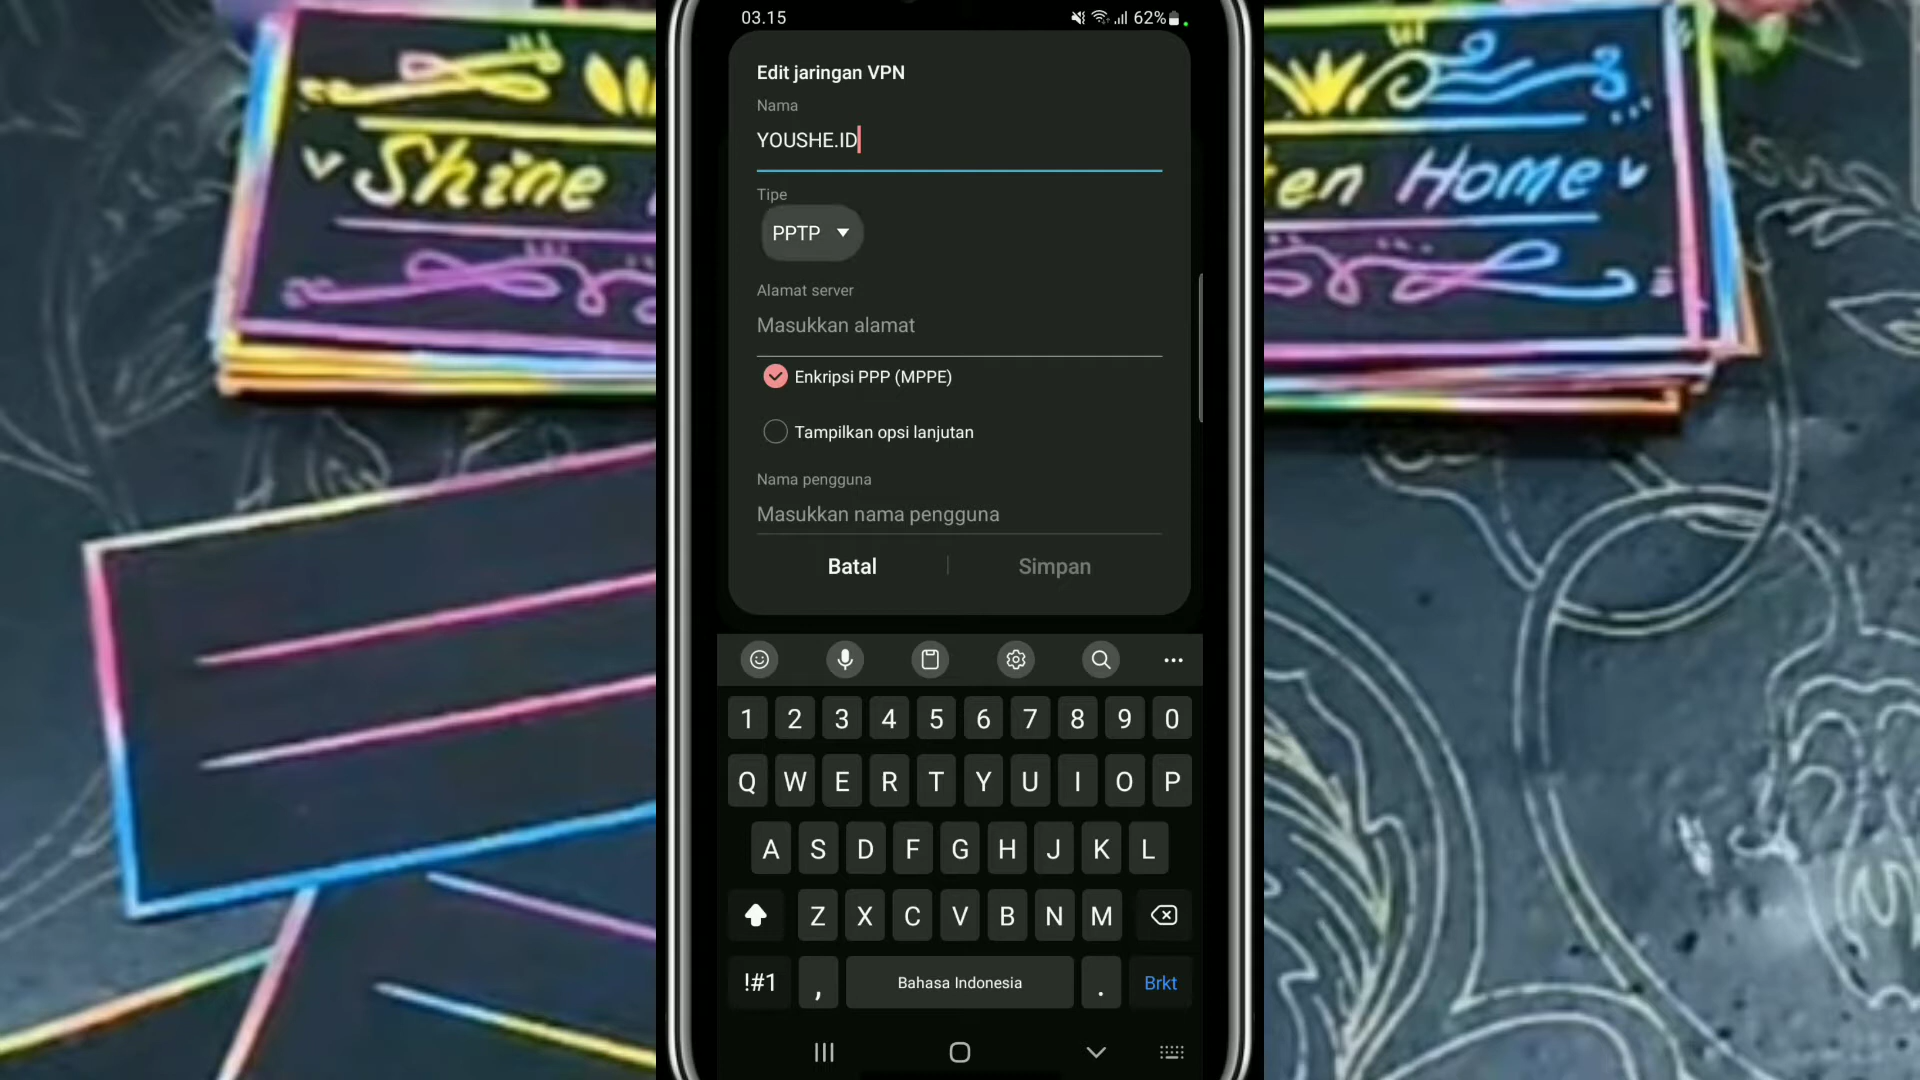 03.15
62%
Edit jaringan VPN
Nama
YOUSHE.ID
Tipe
PPTP
Alamat server
Masukkan alamat
Enkripsi PPP (MPPE)
Tampilkan opsi lanjutan
Nama pengguna
Masukkan nama pengguna
Batal
Simpan
Shine
ten Home
1 2 3 4 5 6 7 8 9 0
Q W E R T Y U I O P
A S D F G H J K L
Z X C V B N M
!#1 , Bahasa Indonesia . Brkt